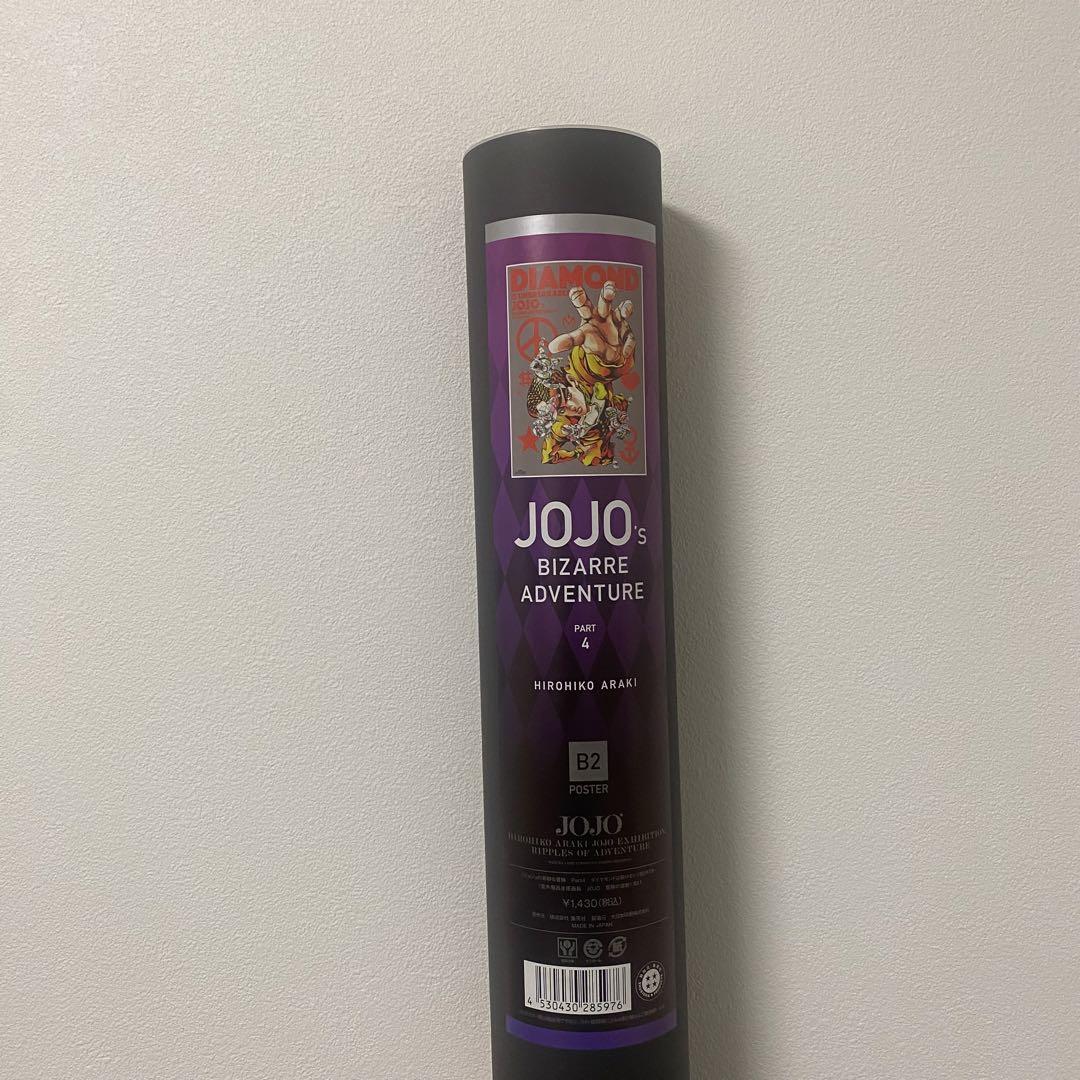 DIAMOND
JOJO
JOJO's
BIZARRE
ADVENTURE
PART
4
HIROHIKO ARAKI
B2
POSTER
JOJO
HIROHIKO ARAKI JOJO EXHIBITION
RIPPLES OF ADVENTURE
¥1,430(税込)
MADE IN JAPAN
4 530430 285976